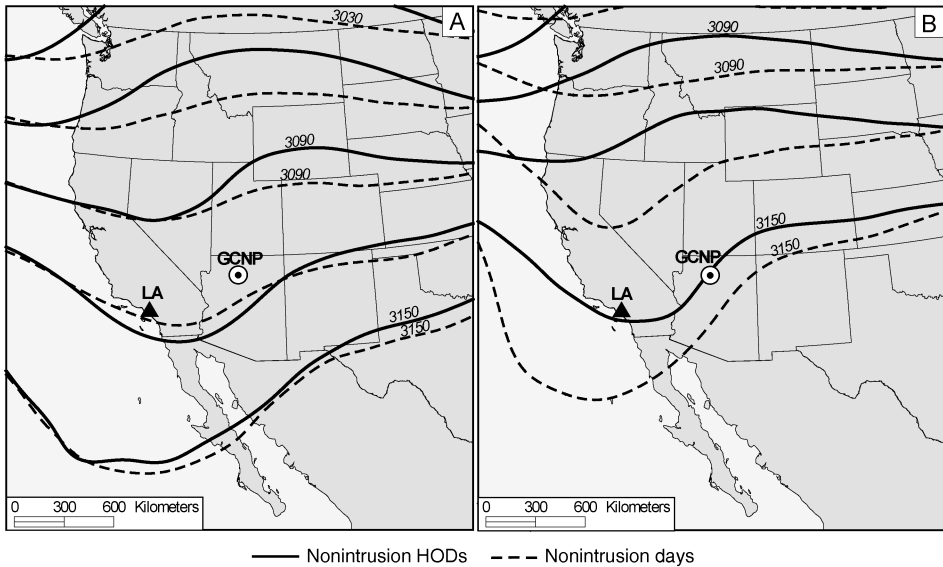 A
3030
3090
3090
GCNP
LA
3150
3150
0 300 600 Kilometers
B
3090
3090
3150
3150
GCNP
LA
0 300 600 Kilometers
Nonintrusion HODs
Nonintrusion days